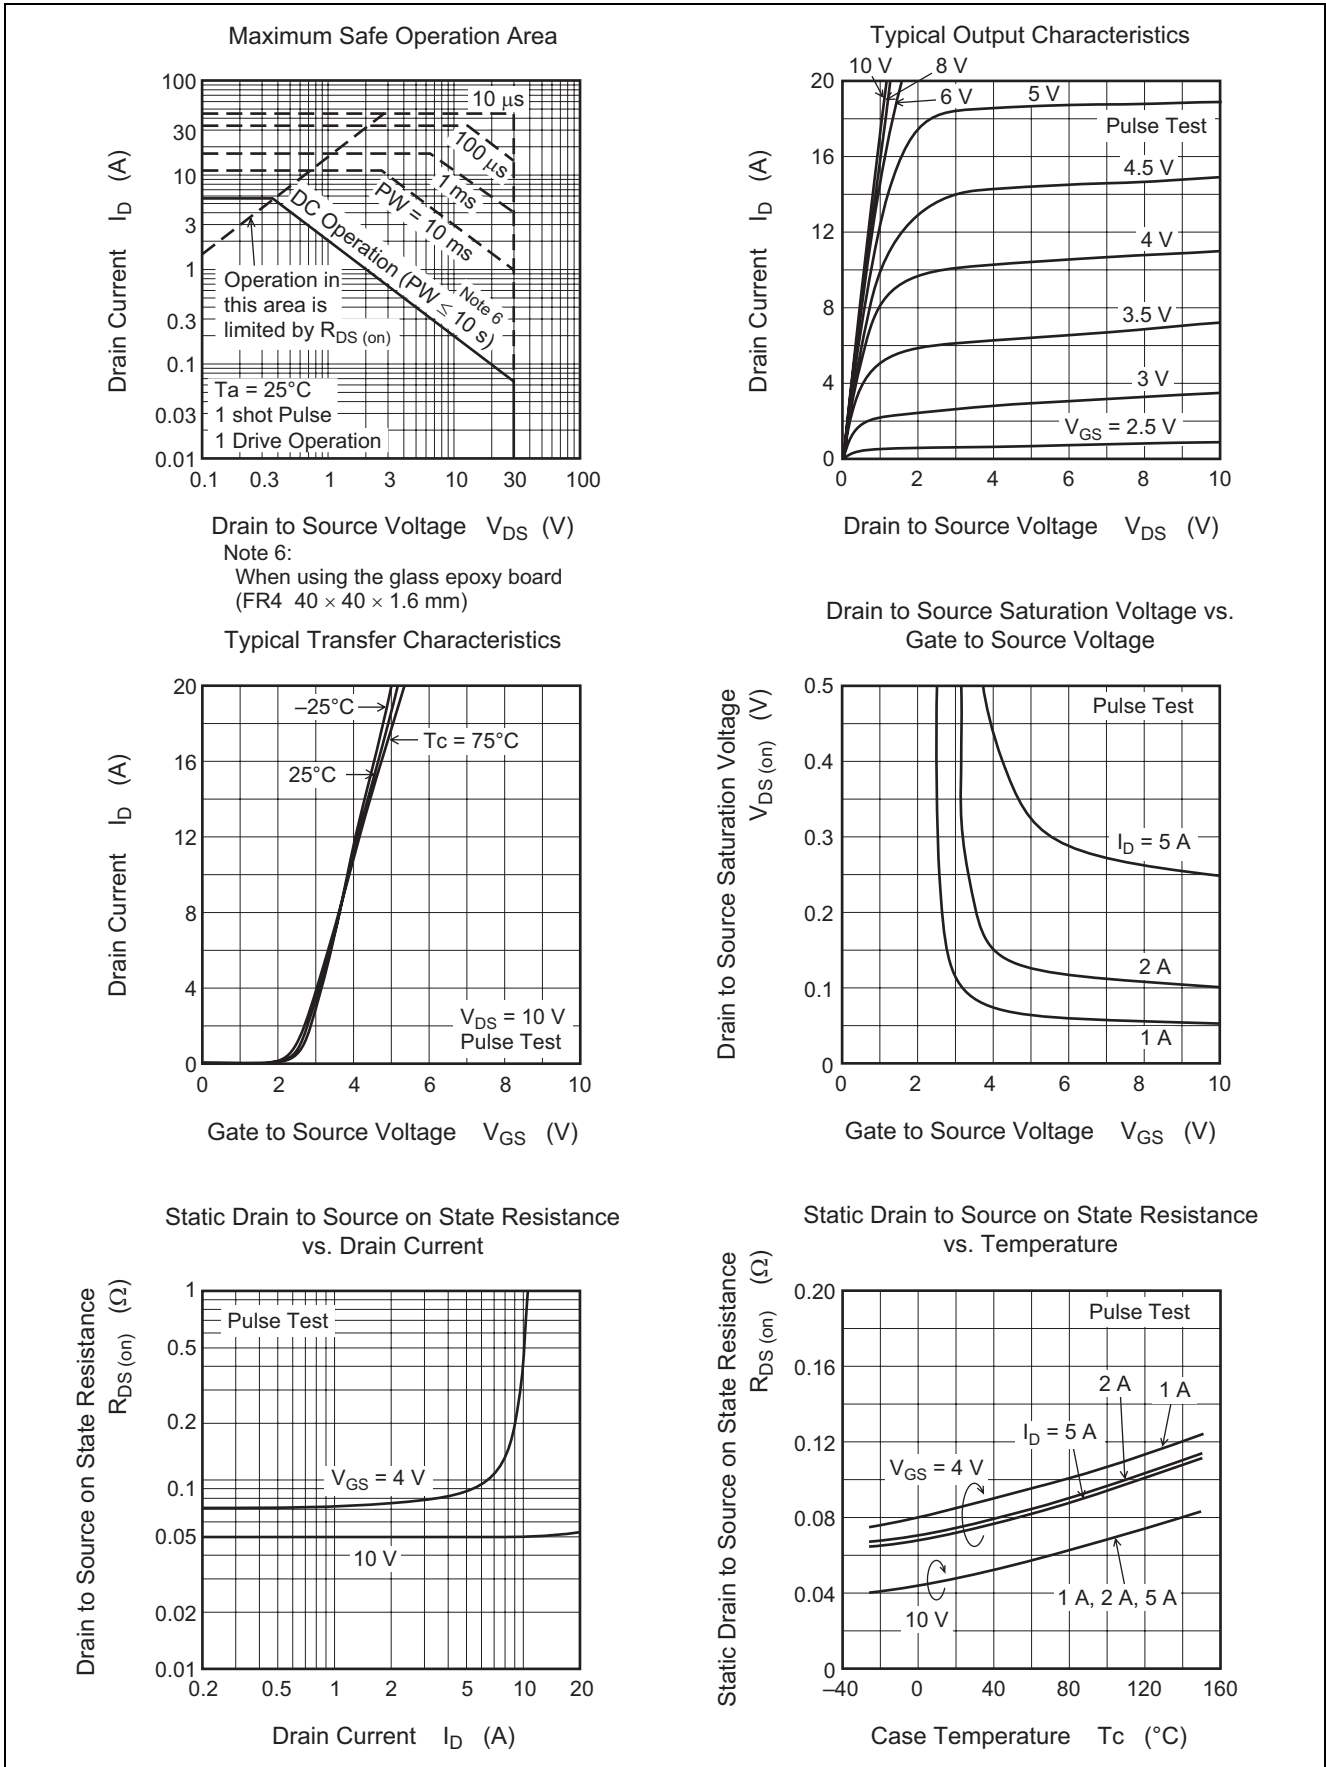 Maximum Safe Operation Area
100
30
10
3
1
0.3
0.1
0.03
0.01
Drain Current I_D (A)
10 μs
100 μs
1 ms
PW = 10 ms
DC Operation (PW ≤ 10 s)
Note 6
Operation in
this area is
limited by R_DS (on)
Ta = 25°C
1 shot Pulse
1 Drive Operation
0.1 0.3 1 3 10 30 100
Drain to Source Voltage V_DS (V)
Note 6:
When using the glass epoxy board
(FR4 40 × 40 × 1.6 mm)
Typical Output Characteristics
20
16
12
8
4
0
Drain Current I_D (A)
10 V
8 V
6 V
5 V
Pulse Test
4.5 V
4 V
3.5 V
3 V
V_GS = 2.5 V
0 2 4 6 8 10
Drain to Source Voltage V_DS (V)
Typical Transfer Characteristics
20
16
12
8
4
0
Drain Current I_D (A)
–25°C
Tc = 75°C
25°C
V_DS = 10 V
Pulse Test
0 2 4 6 8 10
Gate to Source Voltage V_GS (V)
Drain to Source Saturation Voltage vs.
Gate to Source Voltage
0.5
0.4
0.3
0.2
0.1
0
Drain to Source Saturation Voltage
V_DS (on) (V)
Pulse Test
I_D = 5 A
2 A
1 A
0 2 4 6 8 10
Gate to Source Voltage V_GS (V)
Static Drain to Source on State Resistance
vs. Drain Current
1
0.5
0.2
0.1
0.05
0.02
0.01
Drain to Source on State Resistance
R_DS (on) (Ω)
Pulse Test
V_GS = 4 V
10 V
0.2 0.5 1 2 5 10 20
Drain Current I_D (A)
Static Drain to Source on State Resistance
vs. Temperature
0.20
0.16
0.12
0.08
0.04
0
Static Drain to Source on State Resistance
R_DS (on) (Ω)
Pulse Test
2 A
1 A
I_D = 5 A
V_GS = 4 V
1 A, 2 A, 5 A
10 V
–40 0 40 80 120 160
Case Temperature Tc (°C)